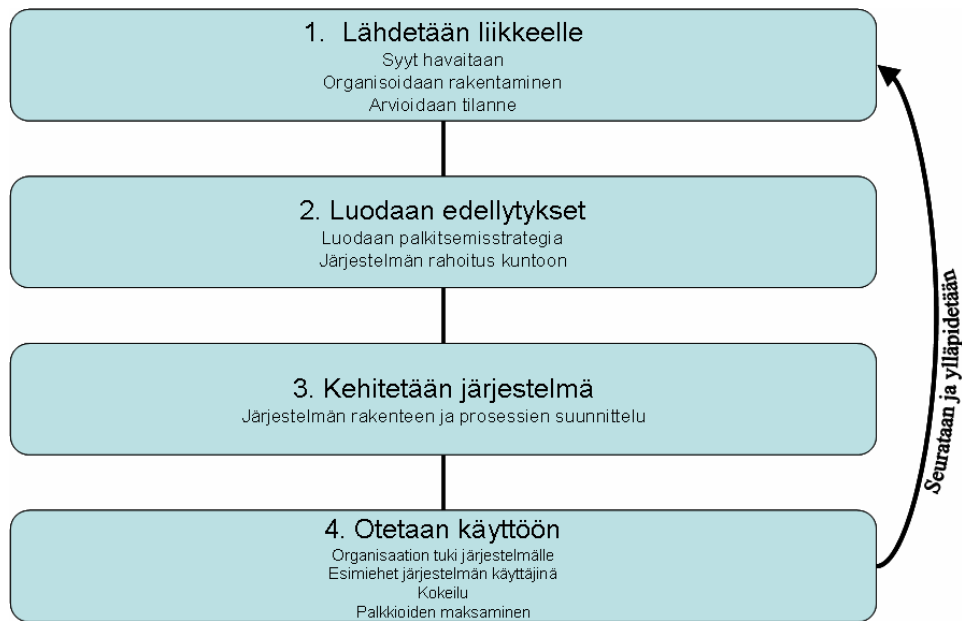 1. Lähdetään liikkeelle
Syyt havaitaan
Organisoidaan rakentaminen
Arvioidaan tilanne
2. Luodaan edellytykset
Luodaan palkitsemisstrategia
Järjestelmän rahoitus kuntoon
3. Kehitetään järjestelmä
Järjestelmän rakenteen ja prosessien suunnittelu
4. Otetaan käyttöön
Organisaation tuki järjestelmälle
Esimiehet järjestelmän käyttäjinä
Kokeilu
Palkkioiden maksaminen
Seurataan ja ylläpidetään